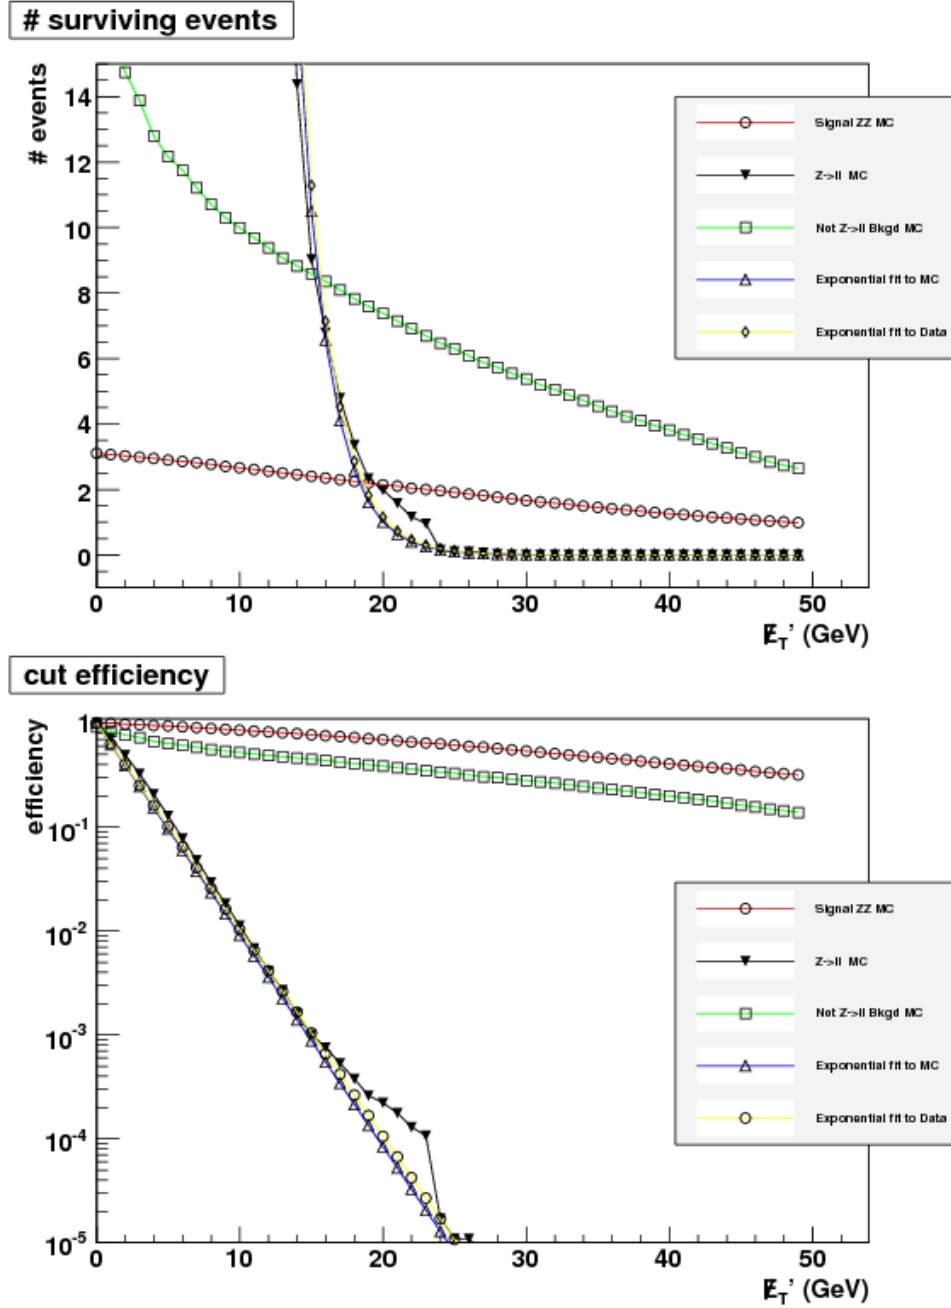 # surviving events
# events
14
12
10
8
6
4
2
0
0 10 20 30 40 50
E̸_T' (GeV)
Signal ZZ MC
Z->ll MC
Not Z->ll Bkgd MC
Exponential fit to MC
Exponential fit to Data
cut efficiency
efficiency
1
10^-1
10^-2
10^-3
10^-4
10^-5
0 10 20 30 40 50
E̸_T' (GeV)
Signal ZZ MC
Z->ll MC
Not Z->ll Bkgd MC
Exponential fit to MC
Exponential fit to Data